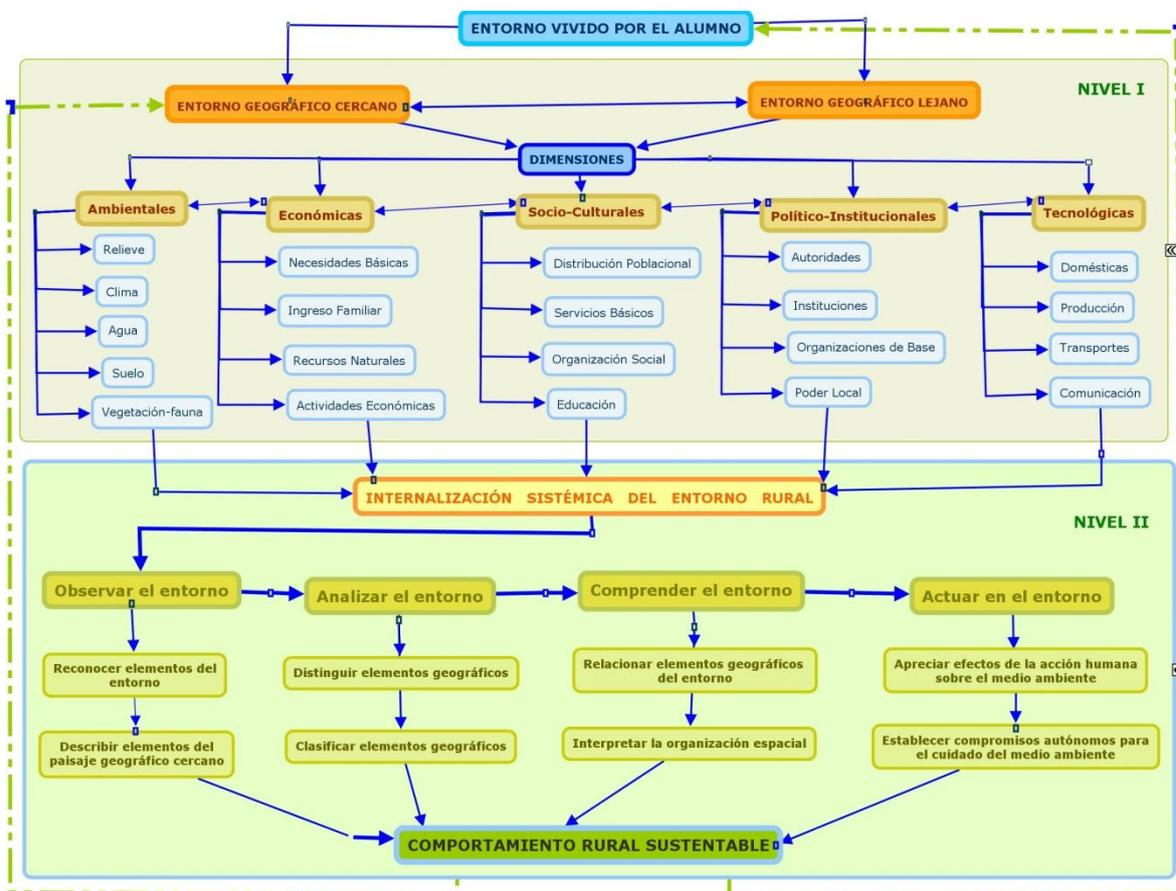 ENTORNO VIVIDO POR EL ALUMNO
NIVEL I
ENTORNO GEOGRÁFICO CERCANO
ENTORNO GEOGRÁFICO LEJANO
DIMENSIONES
Ambientales
Económicas
Socio-Culturales
Político-Institucionales
Tecnológicas
Relieve
Clima
Agua
Suelo
Vegetación-fauna
Necesidades Básicas
Ingreso Familiar
Recursos Naturales
Actividades Económicas
Distribución Poblacional
Servicios Básicos
Organización Social
Educación
Autoridades
Instituciones
Organizaciones de Base
Poder Local
Domésticas
Producción
Transportes
Comunicación
INTERNALIZACIÓN SISTÉMICA DEL ENTORNO RURAL
NIVEL II
Observar el entorno
Analizar el entorno
Comprender el entorno
Actuar en el entorno
Reconocer elementos del
entorno
Distinguir elementos geográficos
Relacionar elementos geográficos
del entorno
Apreciar efectos de la acción humana
sobre el medio ambiente
Describir elementos del
paisaje geográfico cercano
Clasificar elementos geográficos
Interpretar la organización espacial
Establecer compromisos autónomos para
el cuidado del medio ambiente
COMPORTAMIENTO RURAL SUSTENTABLE